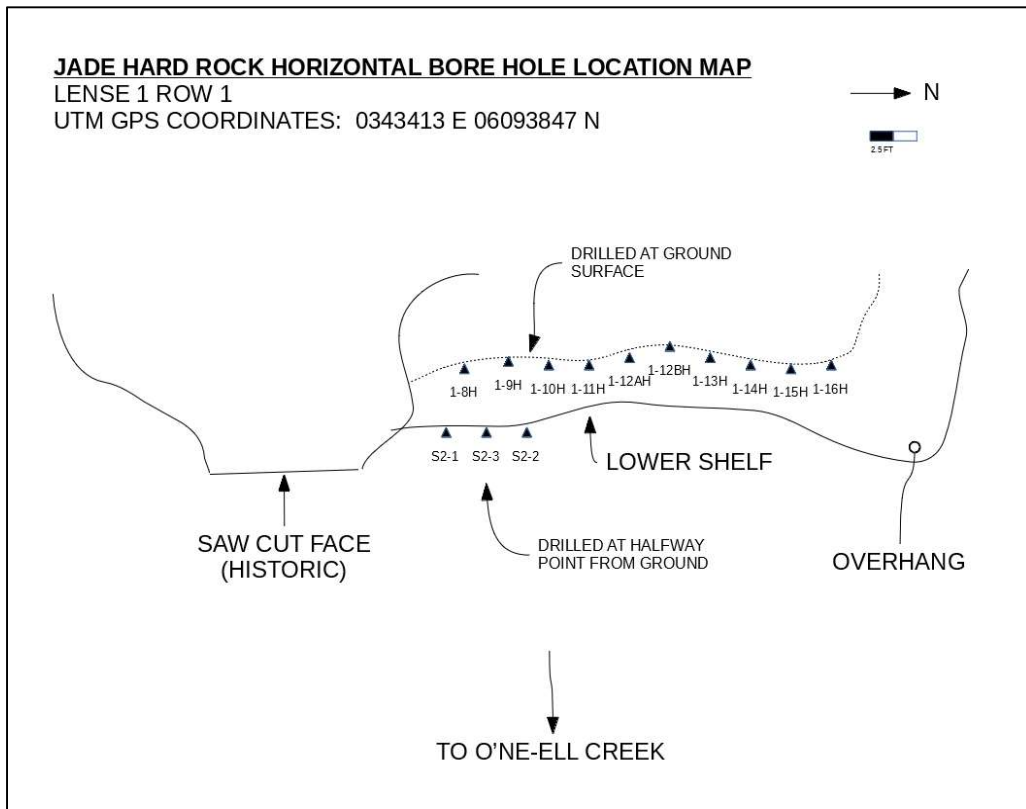 JADE HARD ROCK HORIZONTAL BORE HOLE LOCATION MAP
LENSE 1 ROW 1
UTM GPS COORDINATES: 0343413 E 06093847 N
N
2.5 FT
DRILLED AT GROUND
SURFACE
1-8H
1-9H
1-10H
1-11H
1-12AH
1-12BH
1-13H
1-14H
1-15H
1-16H
S2-1
S2-3
S2-2
LOWER SHELF
SAW CUT FACE
(HISTORIC)
DRILLED AT HALFWAY
POINT FROM GROUND
OVERHANG
TO O’NE-ELL CREEK